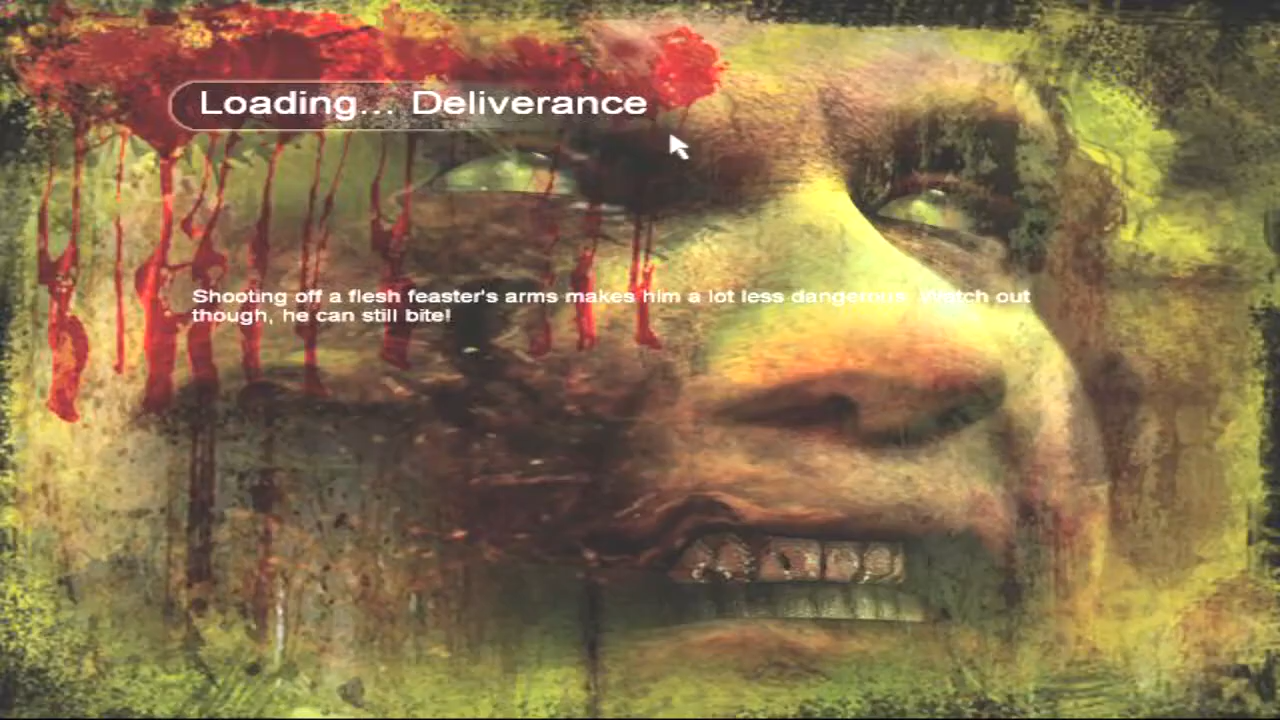 Loading... Deliverance
Shooting off a flesh feaster's arms makes him a lot less dangerous. Watch out
though, he can still bite!